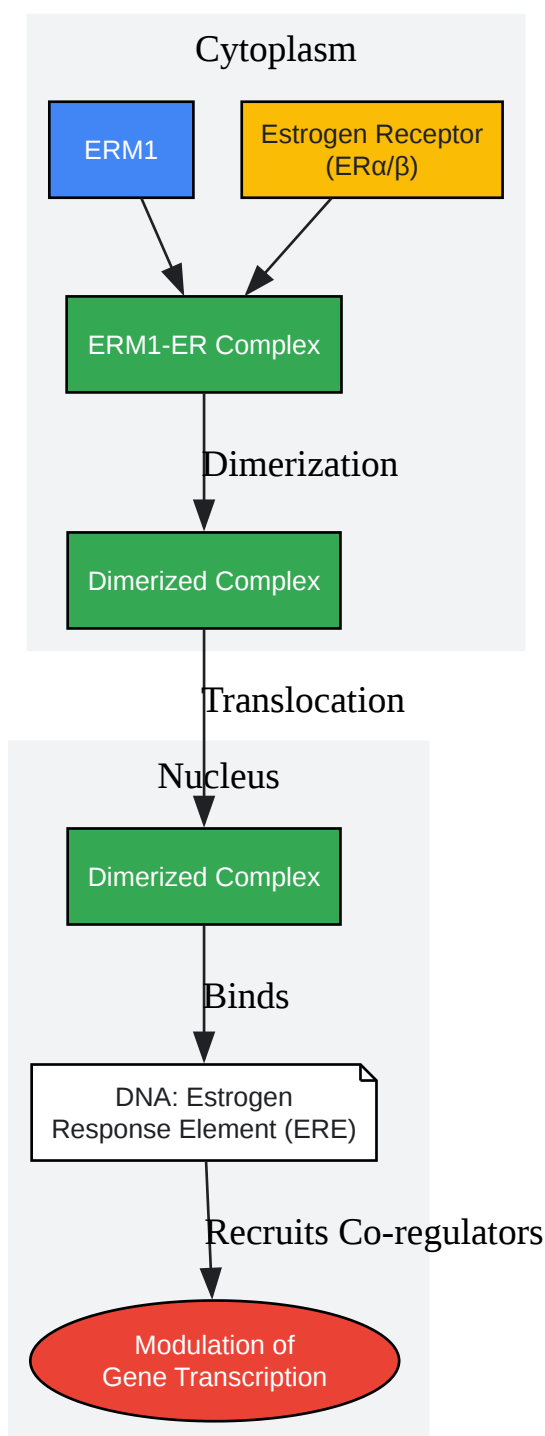 Cytoplasm
ERM1
Estrogen Receptor
(ERα/β)
ERM1-ER Complex
Dimerization
Dimerized Complex
Translocation
Nucleus
Dimerized Complex
Binds
DNA: Estrogen
Response Element (ERE)
Recruits Co-regulators
Modulation of
Gene Transcription